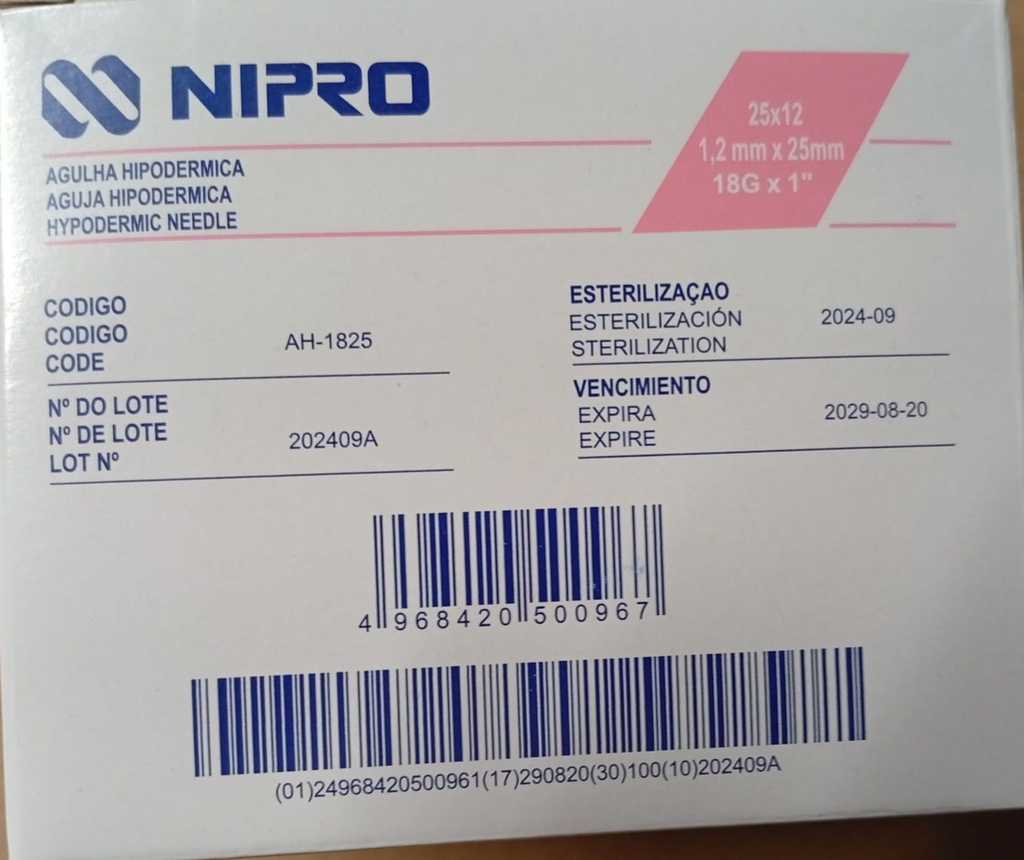 NIPRO
25x12
1,2 mm x 25mm
18G x 1"
AGULHA HIPODERMICA
AGUJA HIPODERMICA
HYPODERMIC NEEDLE
CODIGO
CODIGO
CODE
AH-1825
ESTERILIZAÇAO
ESTERILIZACIÓN
STERILIZATION
2024-09
Nº DO LOTE
Nº DE LOTE
LOT Nº
202409A
VENCIMIENTO
EXPIRA
EXPIRE
2029-08-20
4 968420 500967
(01)24968420500961(17)290820(30)100(10)202409A